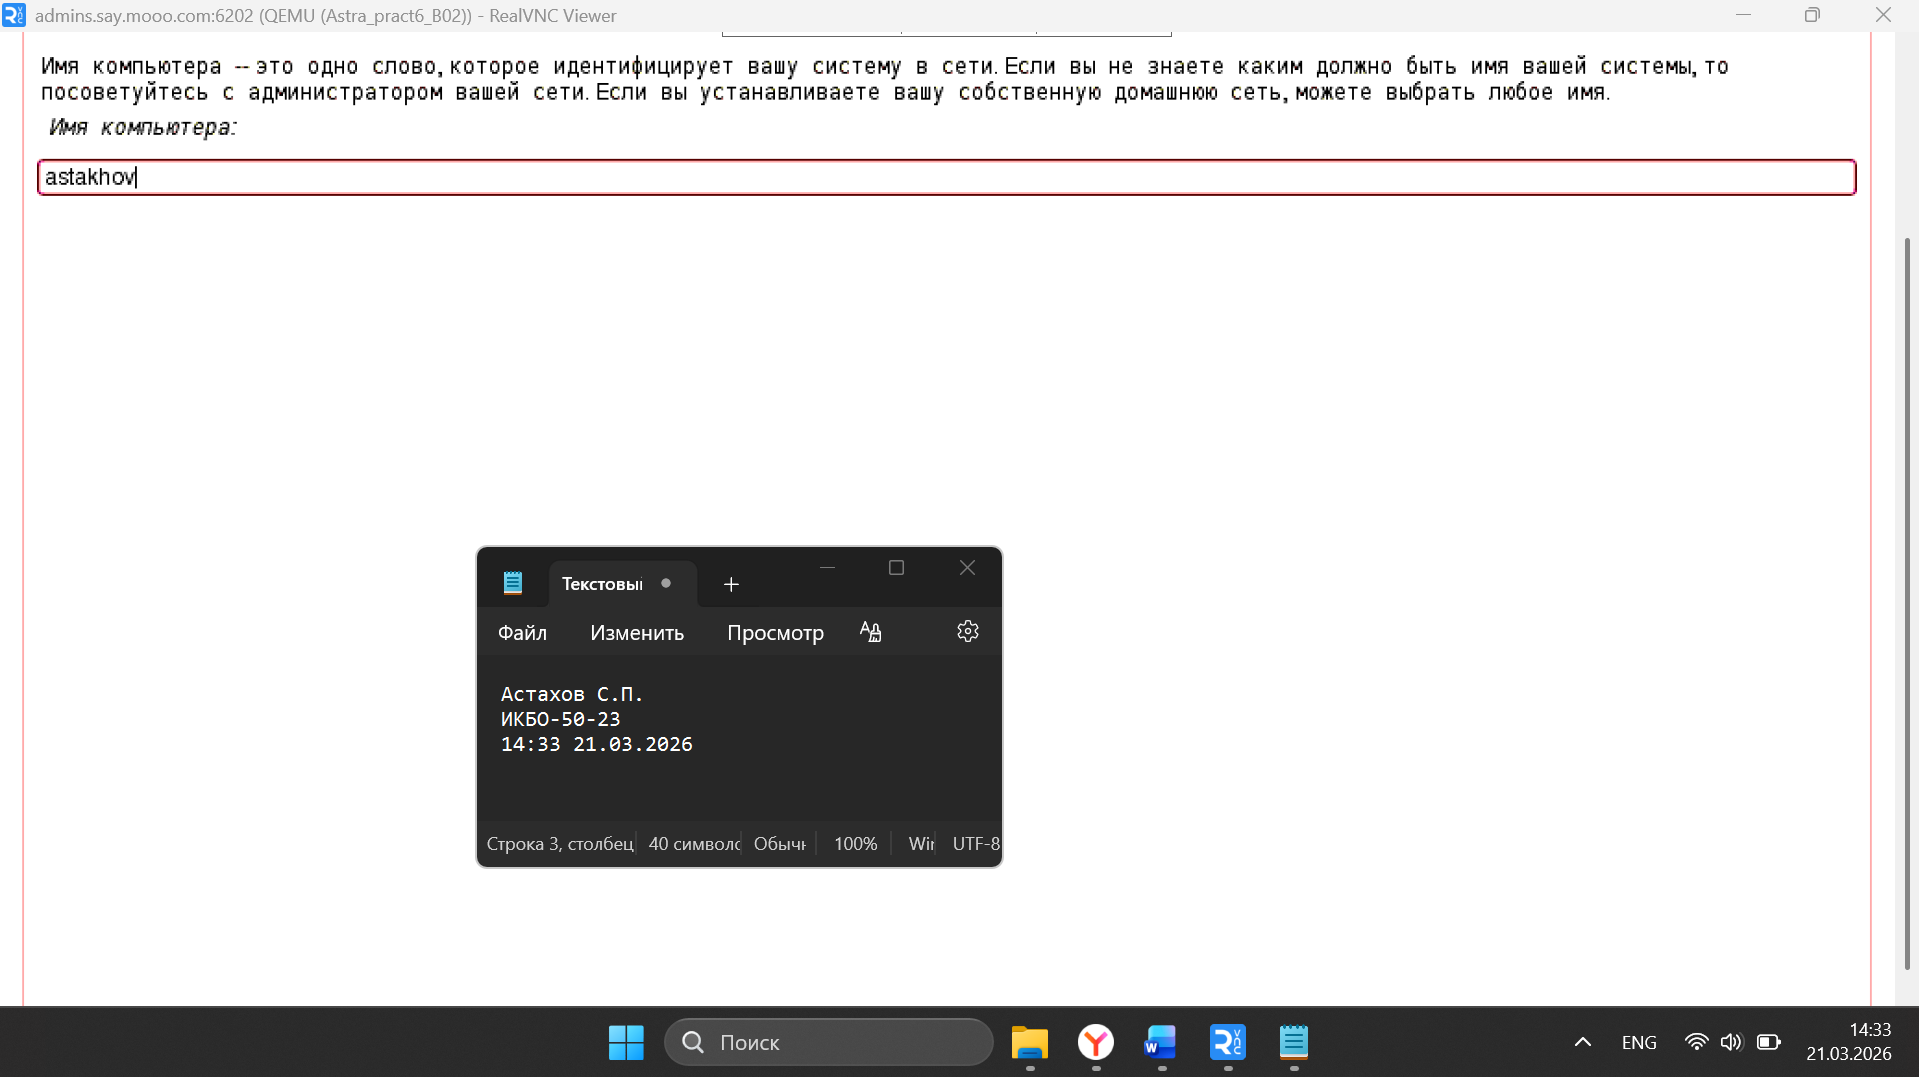 admins.say.mooo.com:6202 (QEMU (Astra_pract6_B02)) - RealVNC Viewer
Имя компьютера -- это одно слово, которое идентифицирует вашу систему в сети. Если вы не знаете каким должно быть имя вашей системы, то
посоветуйтесь с администратором вашей сети. Если вы устанавливаете вашу собственную домашнюю сеть, можете выбрать любое имя.
Имя компьютера:
astakhov
Текстовый
Файл Изменить Просмотр
Астахов С.П.
ИКБО-50-23
14:33 21.03.2026
Строка 3, столбец 40 символо Обычн 100% Win UTF-8
Поиск
ENG
14:33
21.03.2026